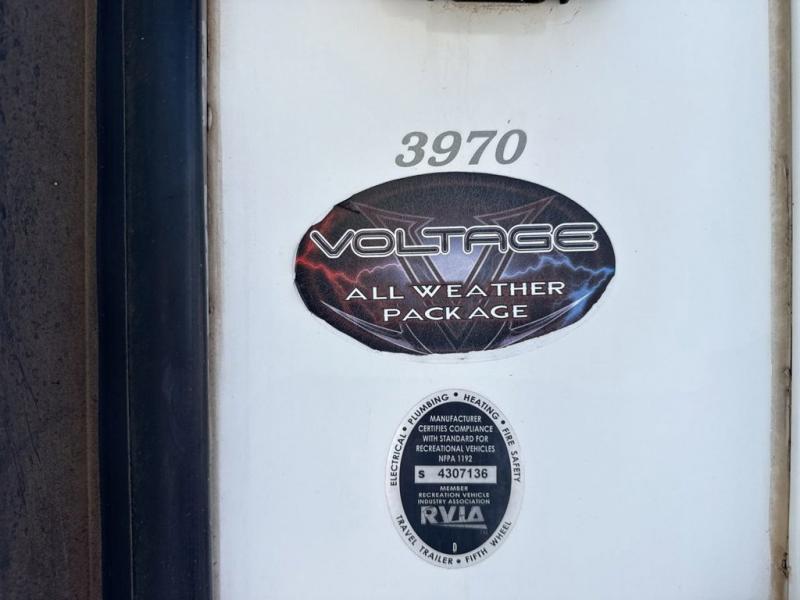 3970
VOLTAGE
ALL WEATHER
PACKAGE
ELECTRICAL • PLUMBING • HEATING • FIRE SAFETY
MANUFACTURER
CERTIFIES COMPLIANCE
WITH STANDARD FOR
RECREATIONAL VEHICLES
NFPA 1192
S 4307136
MEMBER
RECREATION VEHICLE
INDUSTRY ASSOCIATION
RVIA
D
TRAVEL TRAILER • FIFTH WHEEL